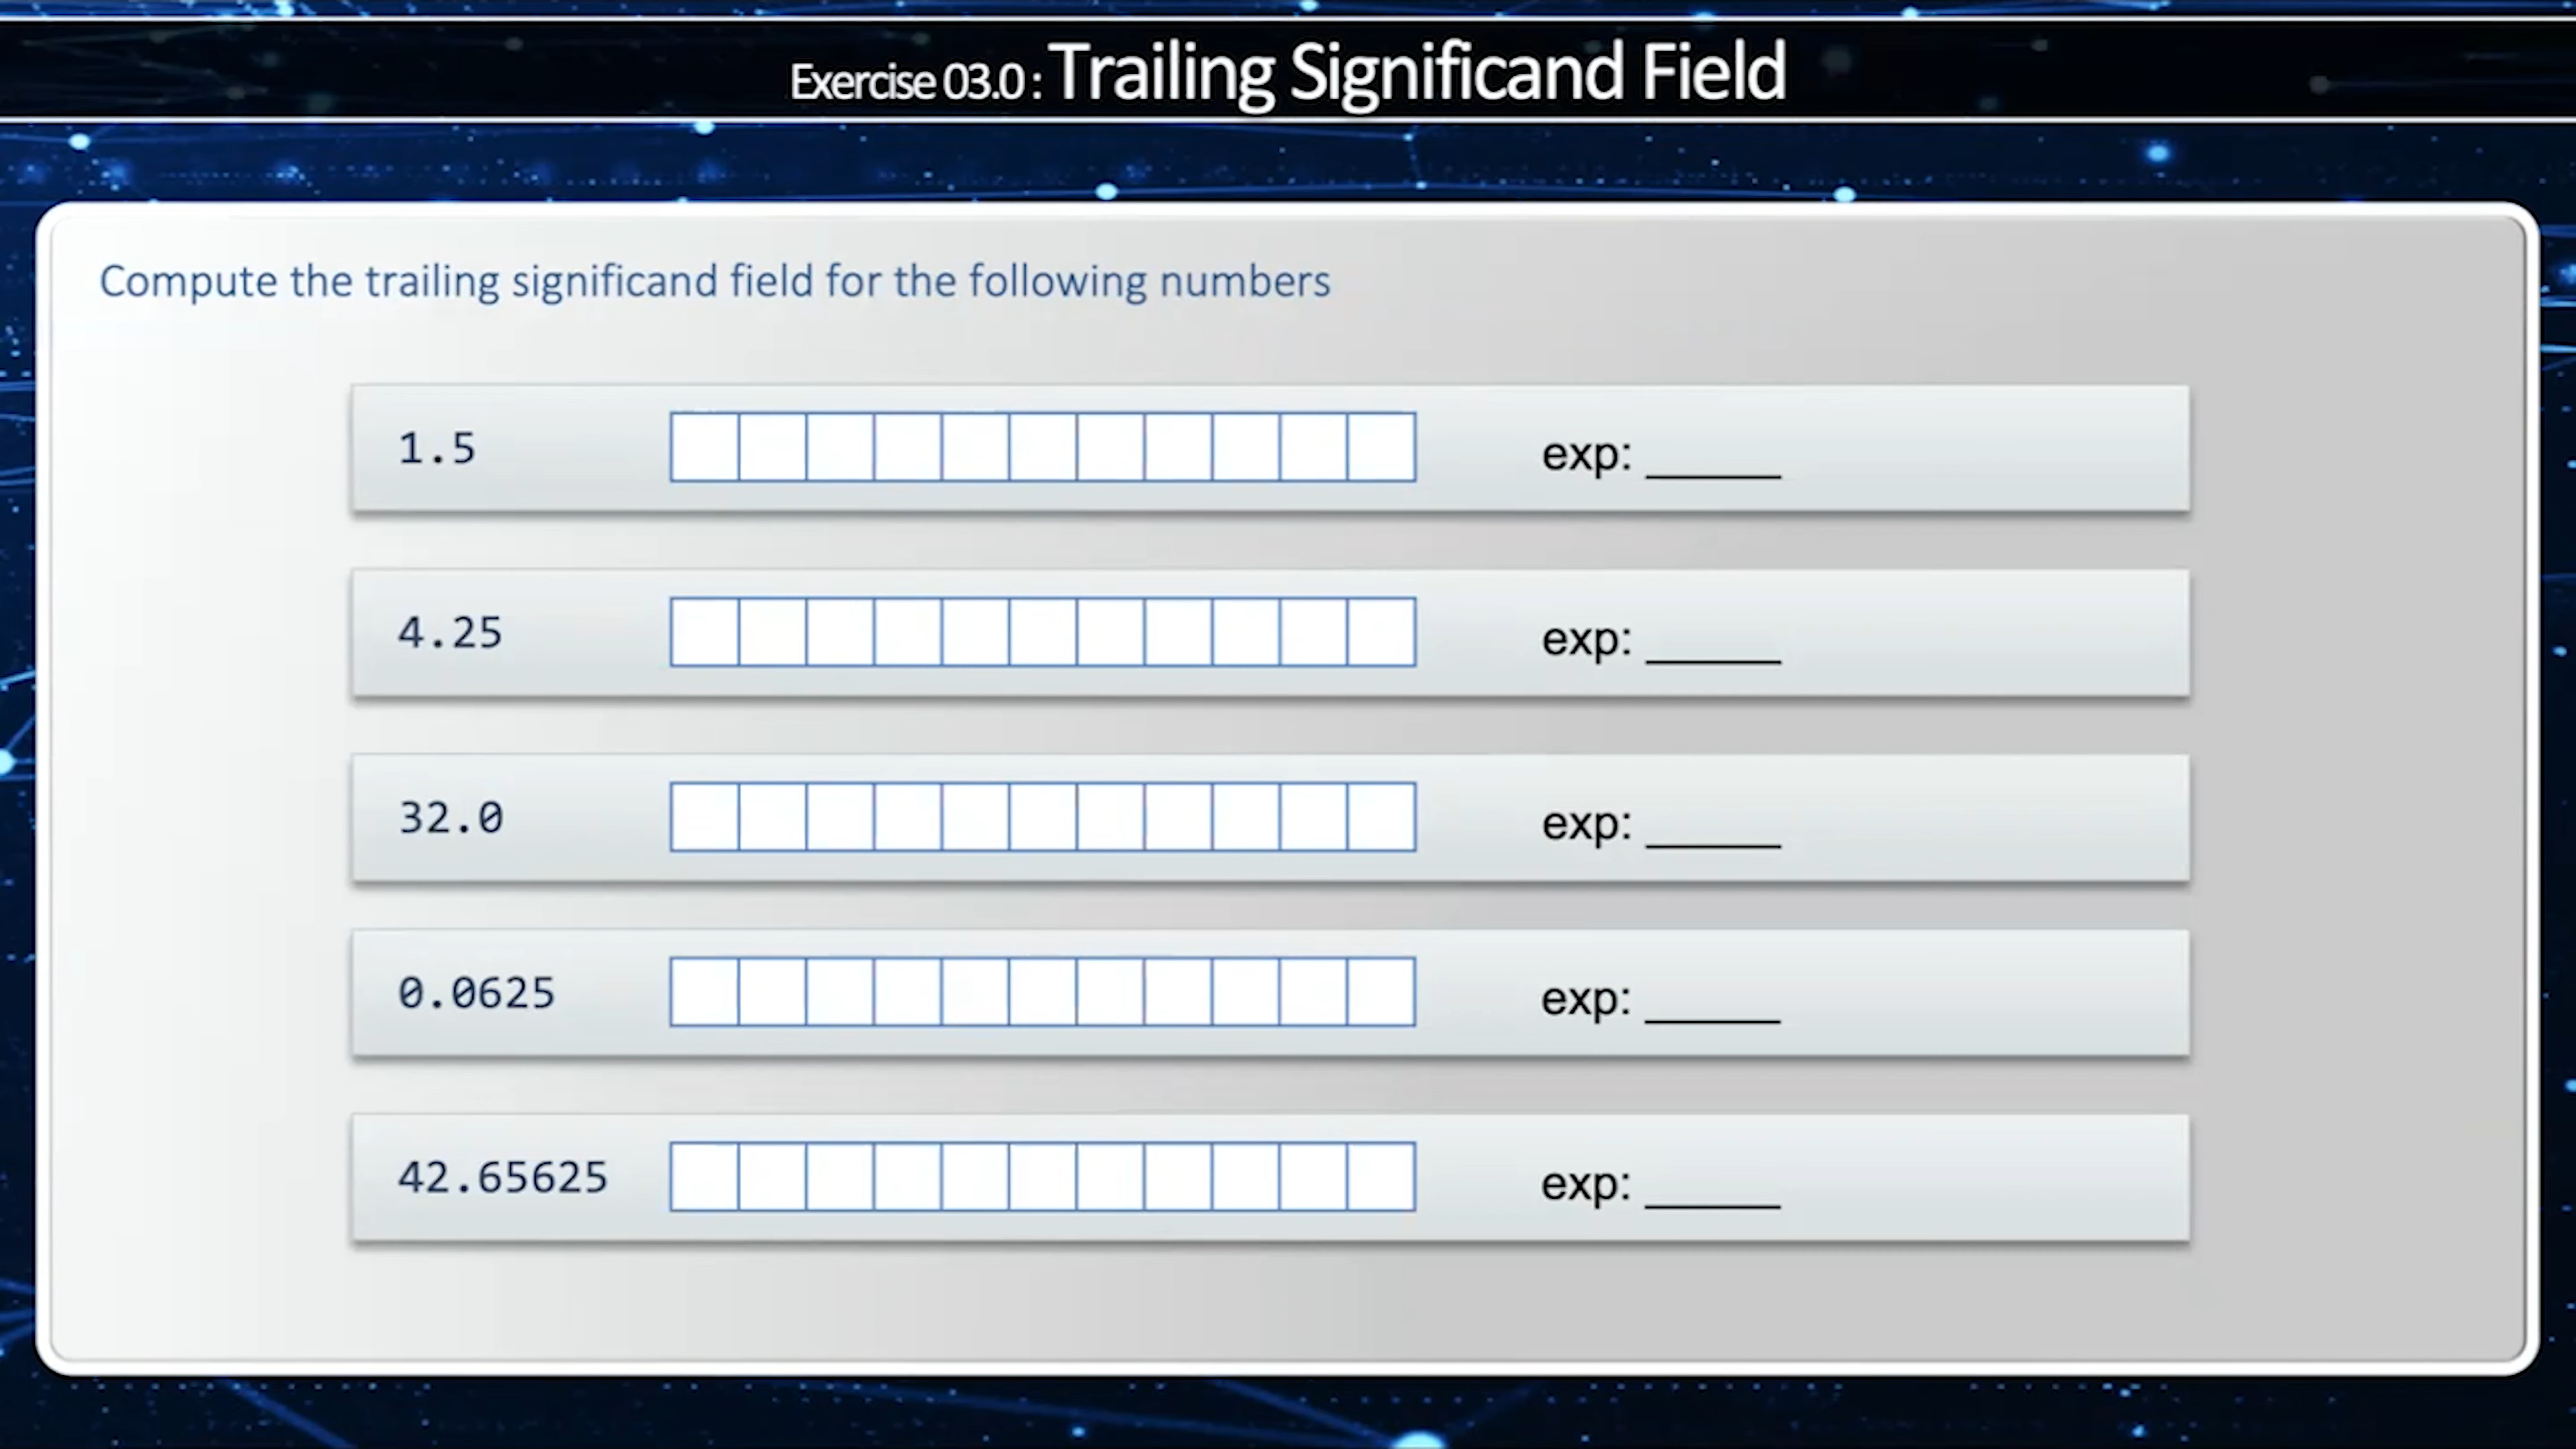 Exercise 03.0 : Trailing Significand Field
Compute the trailing significand field for the following numbers
1.5 exp: _____
4.25 exp: _____
32.0 exp: _____
0.0625 exp: _____
42.65625 exp: _____